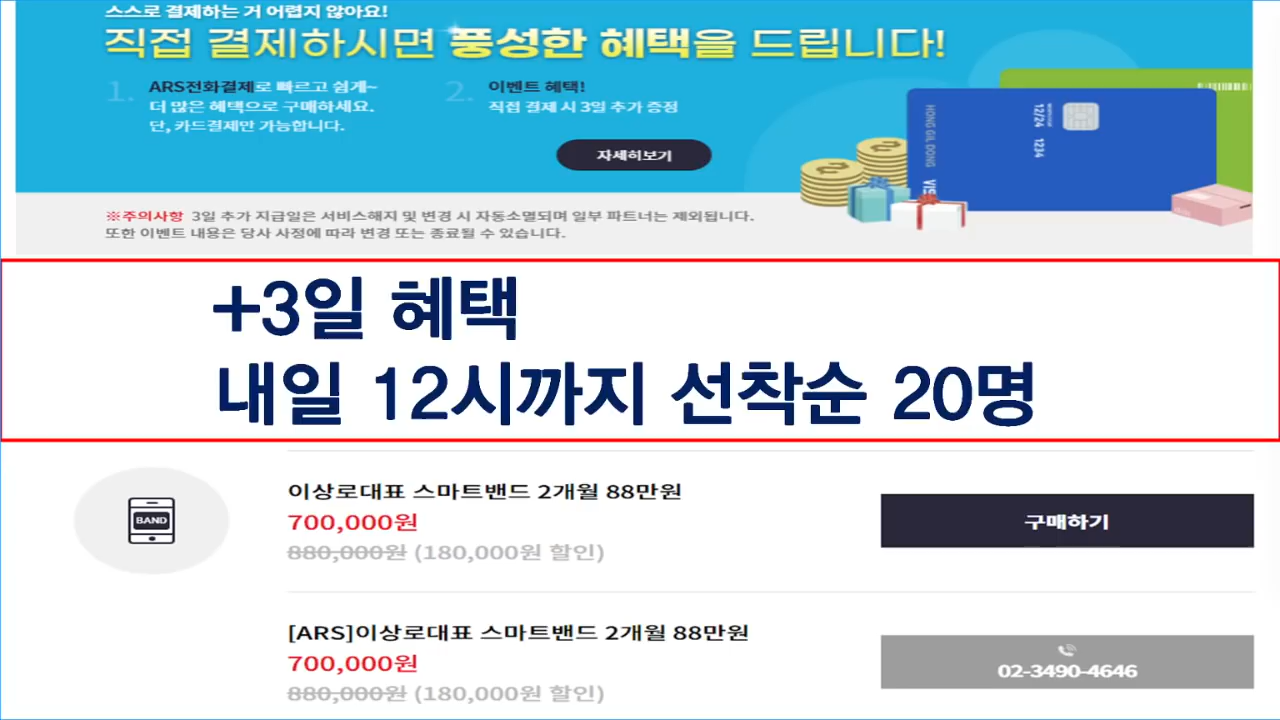 스스로 결제하는 거 어렵지 않아요!
직접 결제하시면 풍성한 혜택을 드립니다!
1. ARS전화결제로 빠르고 쉽게~
더 많은 혜택으로 구매하세요.
단, 카드결제만 가능합니다.
2. 이벤트 혜택!
직접 결제 시 3일 추가 증정
자세히보기
HONG GIL DONG
12/24 1234
VIS
※주의사항 3일 추가 지급일은 서비스해지 및 변경 시 자동소멸되며 일부 파트너는 제외됩니다.
또한 이벤트 내용은 당사 사정에 따라 변경 또는 종료될 수 있습니다.
+3일 혜택
내일 12시까지 선착순 20명
BAND
이상로대표 스마트밴드 2개월 88만원
700,000원
880,000원 (180,000원 할인)
구매하기
[ARS]이상로대표 스마트밴드 2개월 88만원
700,000원
880,000원 (180,000원 할인)
02-3490-4646